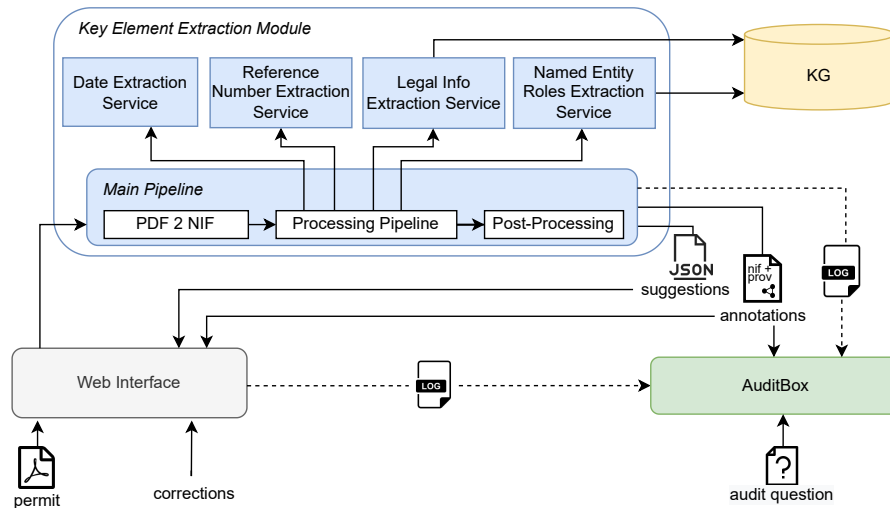 Key Element Extraction Module
Date Extraction
Service
Reference
Number Extraction
Service
Legal Info
Extraction Service
Named Entity
Roles Extraction
Service
KG
Main Pipeline
PDF 2 NIF
Processing Pipeline
Post-Processing
JSON
suggestions
nif +
prov
annotations
LOG
Web Interface
LOG
AuditBox
permit
corrections
?
audit question